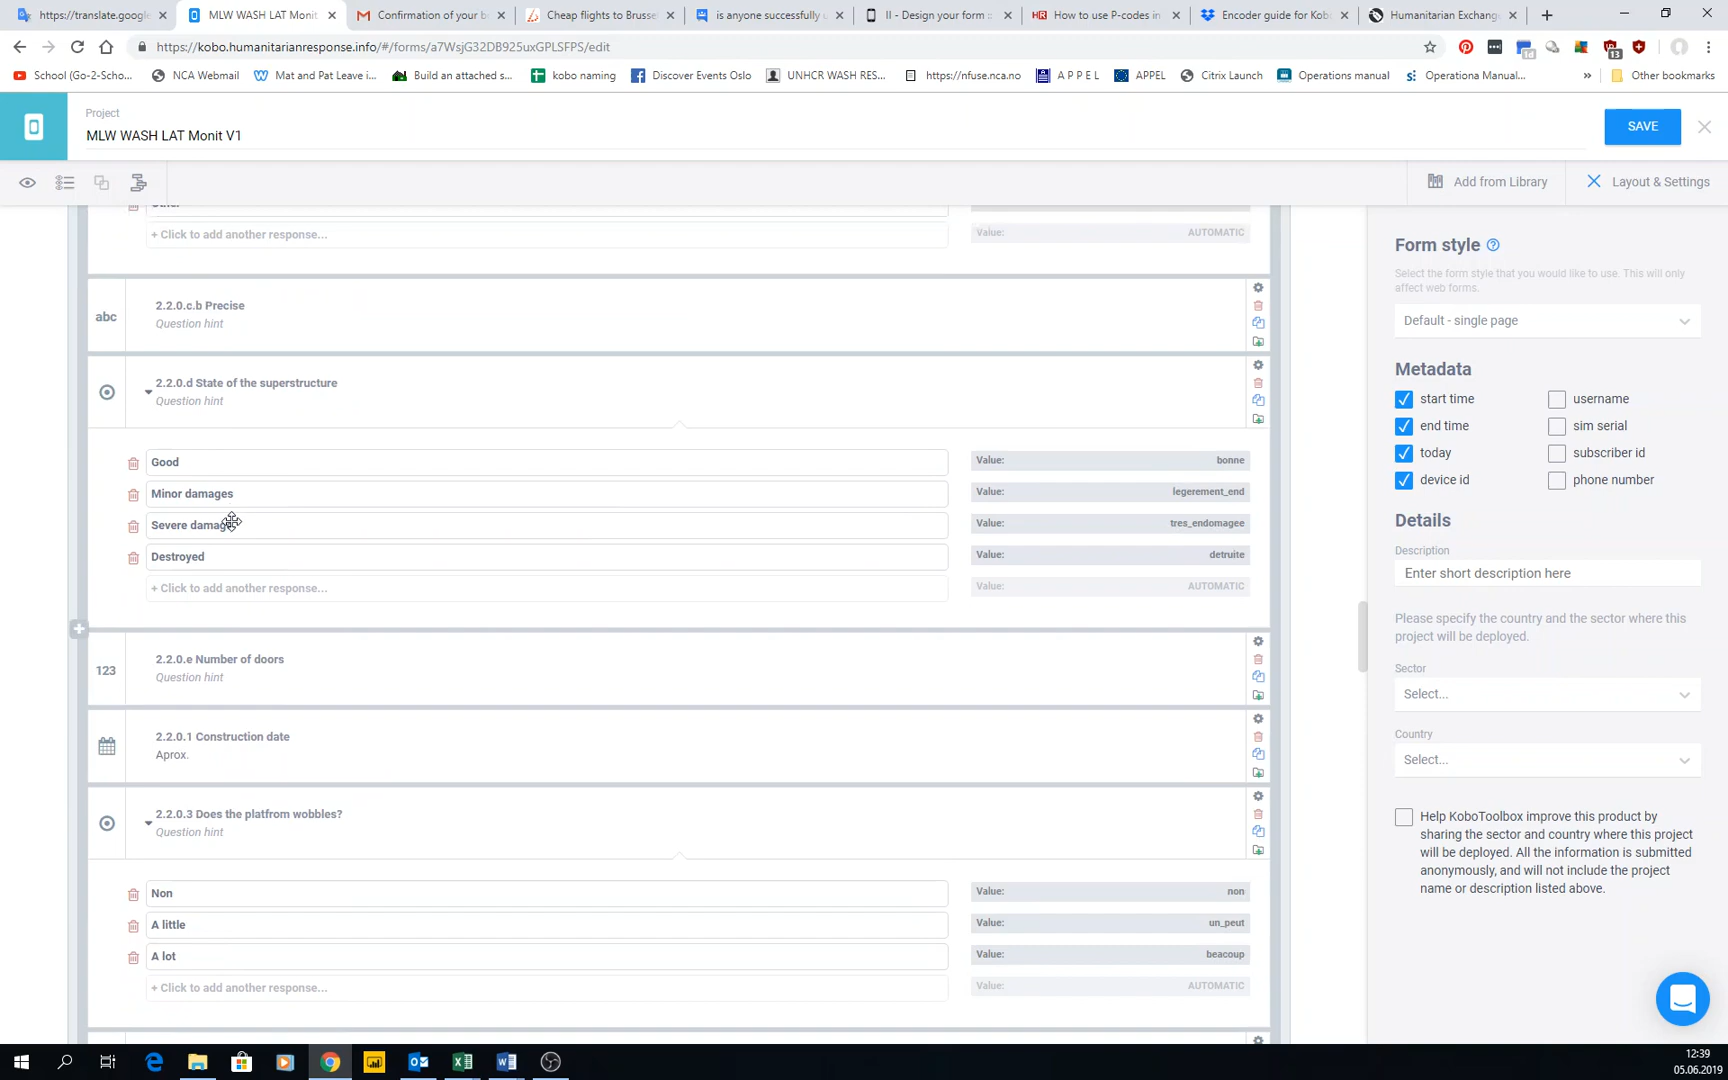 https://translate.google
MLW WASH LAT Monit
Confirmation of your b
Cheap flights to Brusse
is anyone successfully u
II - Design your form
How to use P-codes in
Encoder guide for Kob
Humanitarian Exchang
https://kobo.humanitarianresponse.info/#/forms/a7WsjG32DB925uxGPLSFPS/edit
School (Go-2-Scho...
NCA Webmail
Mat and Pat Leave i...
Build an attached s...
kobo naming
Discover Events Oslo
UNHCR WASH RES...
https://nfuse.nca.no
A P P E L
APPEL
Citrix Launch
Operations manual
Operationa Manual...
»
Other bookmarks
Project
MLW WASH LAT Monit V1
SAVE
Add from Library
Layout & Settings
+ Click to add another response...
Value: AUTOMATIC
abc
2.2.0.c.b Precise
Question hint
2.2.0.d State of the superstructure
Question hint
Good
Value: bonne
Minor damages
Value: legerement_end
Severe damag
Value: tres_endomagee
Destroyed
Value: detruite
+ Click to add another response...
Value: AUTOMATIC
123
2.2.0.e Number of doors
Question hint
2.2.0.1 Construction date
Aprox.
2.2.0.3 Does the platfrom wobbles?
Question hint
Non
Value: non
A little
Value: un_peut
A lot
Value: beacoup
+ Click to add another response...
Value: AUTOMATIC
Form style
Select the form style that you would like to use. This will only
affect web forms.
Default - single page
Metadata
start time
username
end time
sim serial
today
subscriber id
device id
phone number
Details
Description
Enter short description here
Please specify the country and the sector where this
project will be deployed.
Sector
Select...
Country
Select...
Help KoboToolbox improve this product by
sharing the sector and country where this project
will be deployed. All the information is submitted
anonymously, and will not include the project
name or description listed above.
12:39
05.06.2019